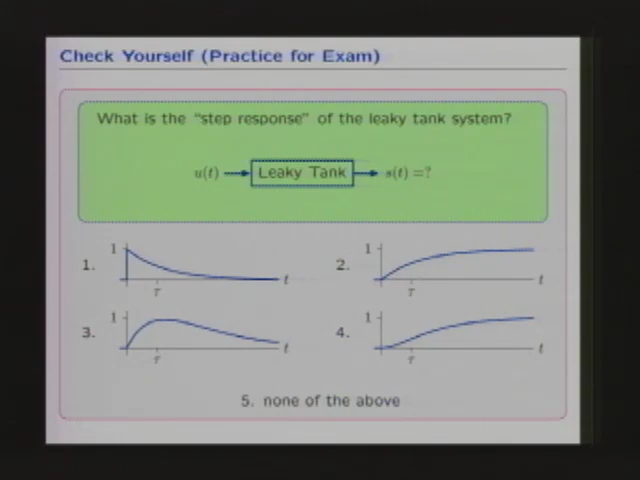 Check Yourself (Practice for Exam)
What is the "step response" of the leaky tank system?
u(t) → Leaky Tank → s(t) =?
1. 1 t τ
2. 1 t τ
3. 1 t τ
4. 1 t τ
5. none of the above